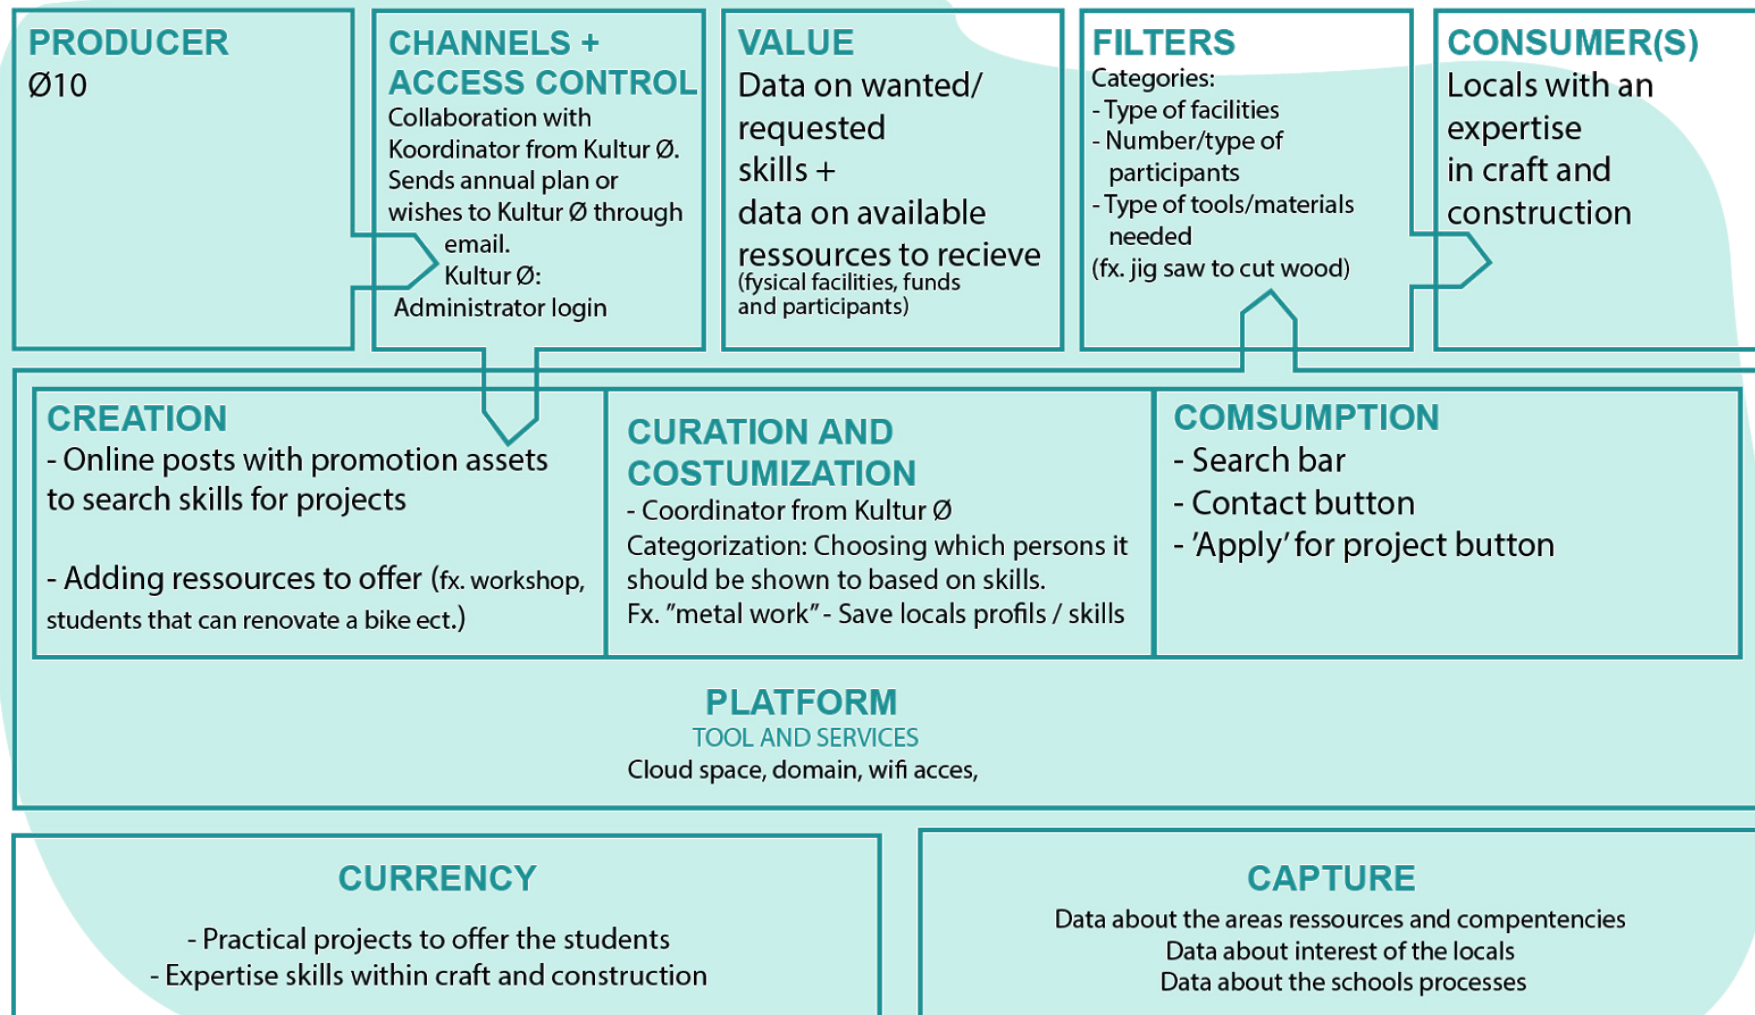 PRODUCER
Ø10
CHANNELS +
ACCESS CONTROL
Collaboration with
Koordinator from Kultur Ø.
Sends annual plan or
wishes to Kultur Ø through
email.
Kultur Ø:
Administrator login
VALUE
Data on wanted/
requested
skills +
data on available
ressources to recieve
(fysical facilities, funds
and participants)
FILTERS
Categories:
- Type of facilities
- Number/type of
participants
- Type of tools/materials
needed
(fx. jig saw to cut wood)
CONSUMER(S)
Locals with an
expertise
in craft and
construction
CREATION
- Online posts with promotion assets
to search skills for projects
- Adding ressources to offer (fx. workshop,
students that can renovate a bike ect.)
CURATION AND
COSTUMIZATION
- Coordinator from Kultur Ø
Categorization: Choosing which persons it
should be shown to based on skills.
Fx. ”metal work” - Save locals profils / skills
COMSUMPTION
- Search bar
- Contact button
- ’Apply’ for project button
PLATFORM
TOOL AND SERVICES
Cloud space, domain, wifi acces,
CURRENCY
- Practical projects to offer the students
- Expertise skills within craft and construction
CAPTURE
Data about the areas ressources and compentencies
Data about interest of the locals
Data about the schools processes